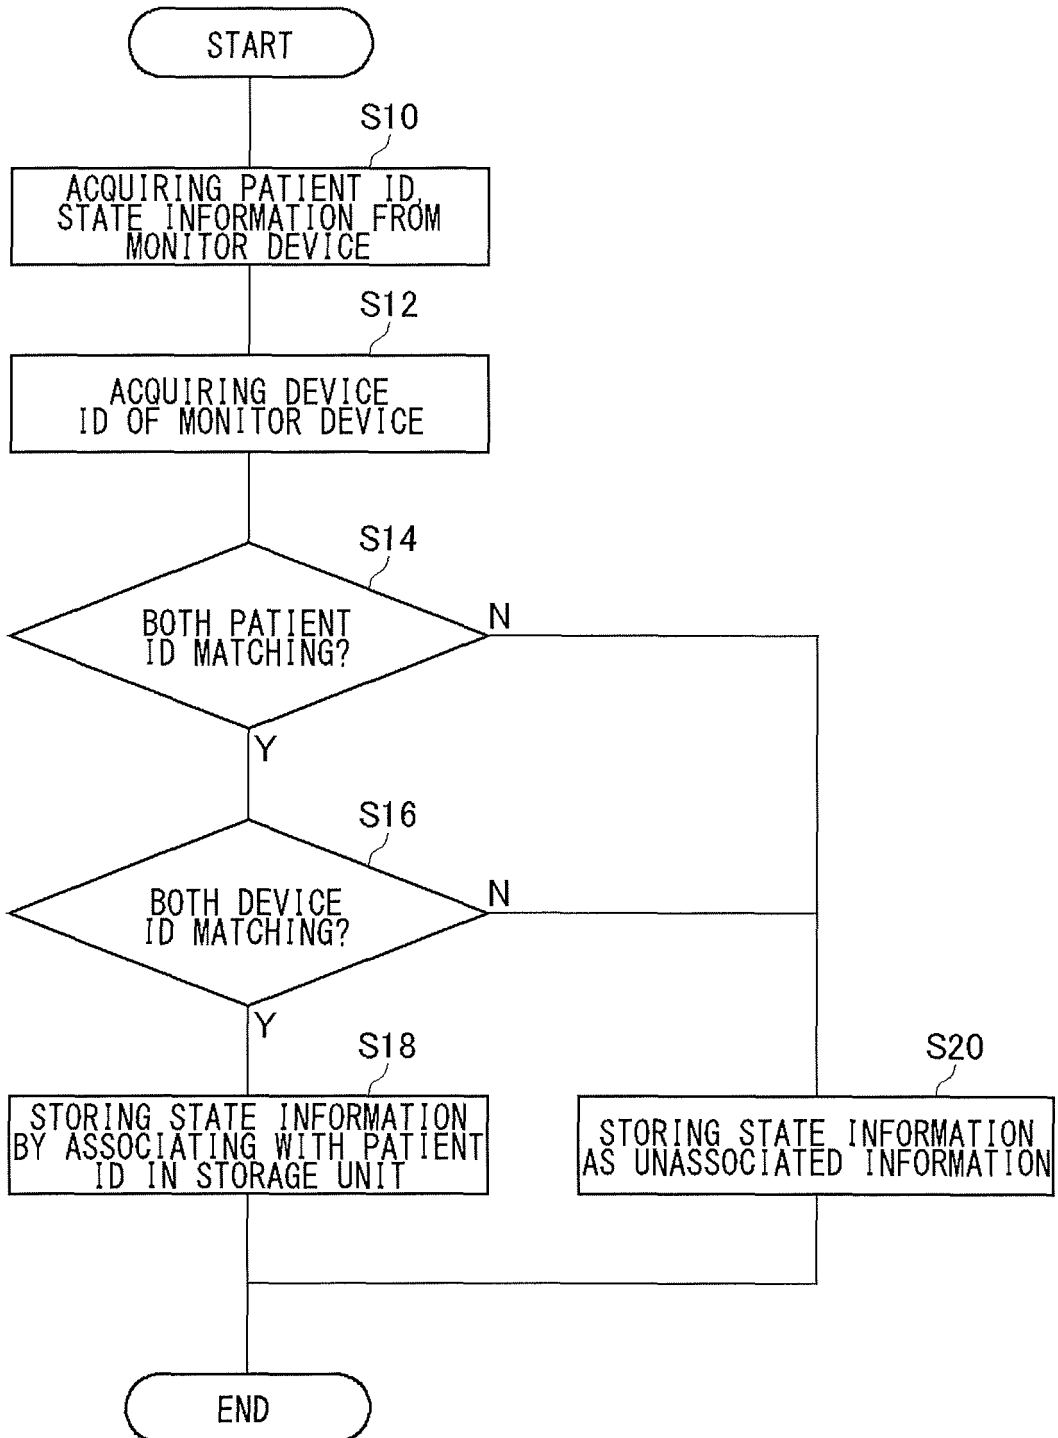 START
S10
ACQUIRING PATIENT ID,
STATE INFORMATION FROM
MONITOR DEVICE
S12
ACQUIRING DEVICE
ID OF MONITOR DEVICE
S14
BOTH PATIENT
ID MATCHING?
N
Y
S16
BOTH DEVICE
ID MATCHING?
N
Y
S18
STORING STATE INFORMATION
BY ASSOCIATING WITH PATIENT
ID IN STORAGE UNIT
S20
STORING STATE INFORMATION
AS UNASSOCIATED INFORMATION
END